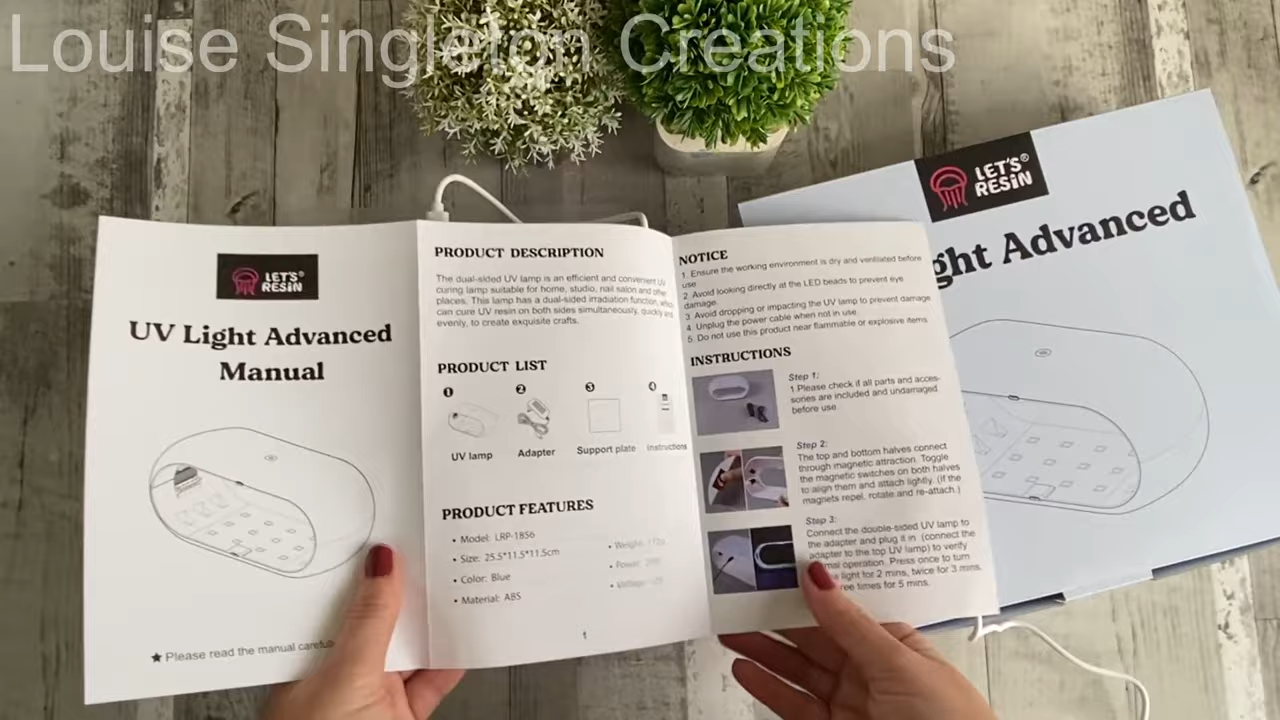 Louise Singleton Creations
LET'S®
RESIN
UV Light Advanced
Manual
★ Please read the manual
PRODUCT DESCRIPTION
The dual-sided UV lamp is an efficient and convenient UV
curing lamp suitable for home, studio, nail salon and other
places. This lamp has a dual-sided irradiation function, which
can cure UV resin on both sides simultaneously, quickly and
evenly, to create exquisite crafts.
PRODUCT LIST
1 2 3 4
UV lamp Adapter Support plate Instructions
PRODUCT FEATURES
• Model: LRP-1856
• Size: 25.5*11.5*11.5cm
• Color: Blue
• Material: ABS
• Weight:
• Power:
• Voltage:
1
NOTICE
1. Ensure the working environment is dry and ventilated before
use
2. Avoid looking directly at the LED beads to prevent eye
damage.
3. Avoid dropping or impacting the UV lamp to prevent damage
4. Unplug the power cable when not in use.
5. Do not use this product near flammable or explosive items.
INSTRUCTIONS
Step 1:
1.Please check if all parts and acces-
sories are included and undamaged
before use.
Step 2:
The top and bottom halves connect
through magnetic attraction. Toggle
the magnetic switches on both halves
to align them and attach lightly. (If the
magnets repel, rotate and re-attach.)
Step 3:
Connect the double-sided UV lamp to
the adapter and plug it in (connect the
adapter to the top UV lamp) to verify
operation. Press once to turn
light for 2 mins, twice for 3 mins,
times for 5 mins.
LET'S®
RESIN
ght Advanced